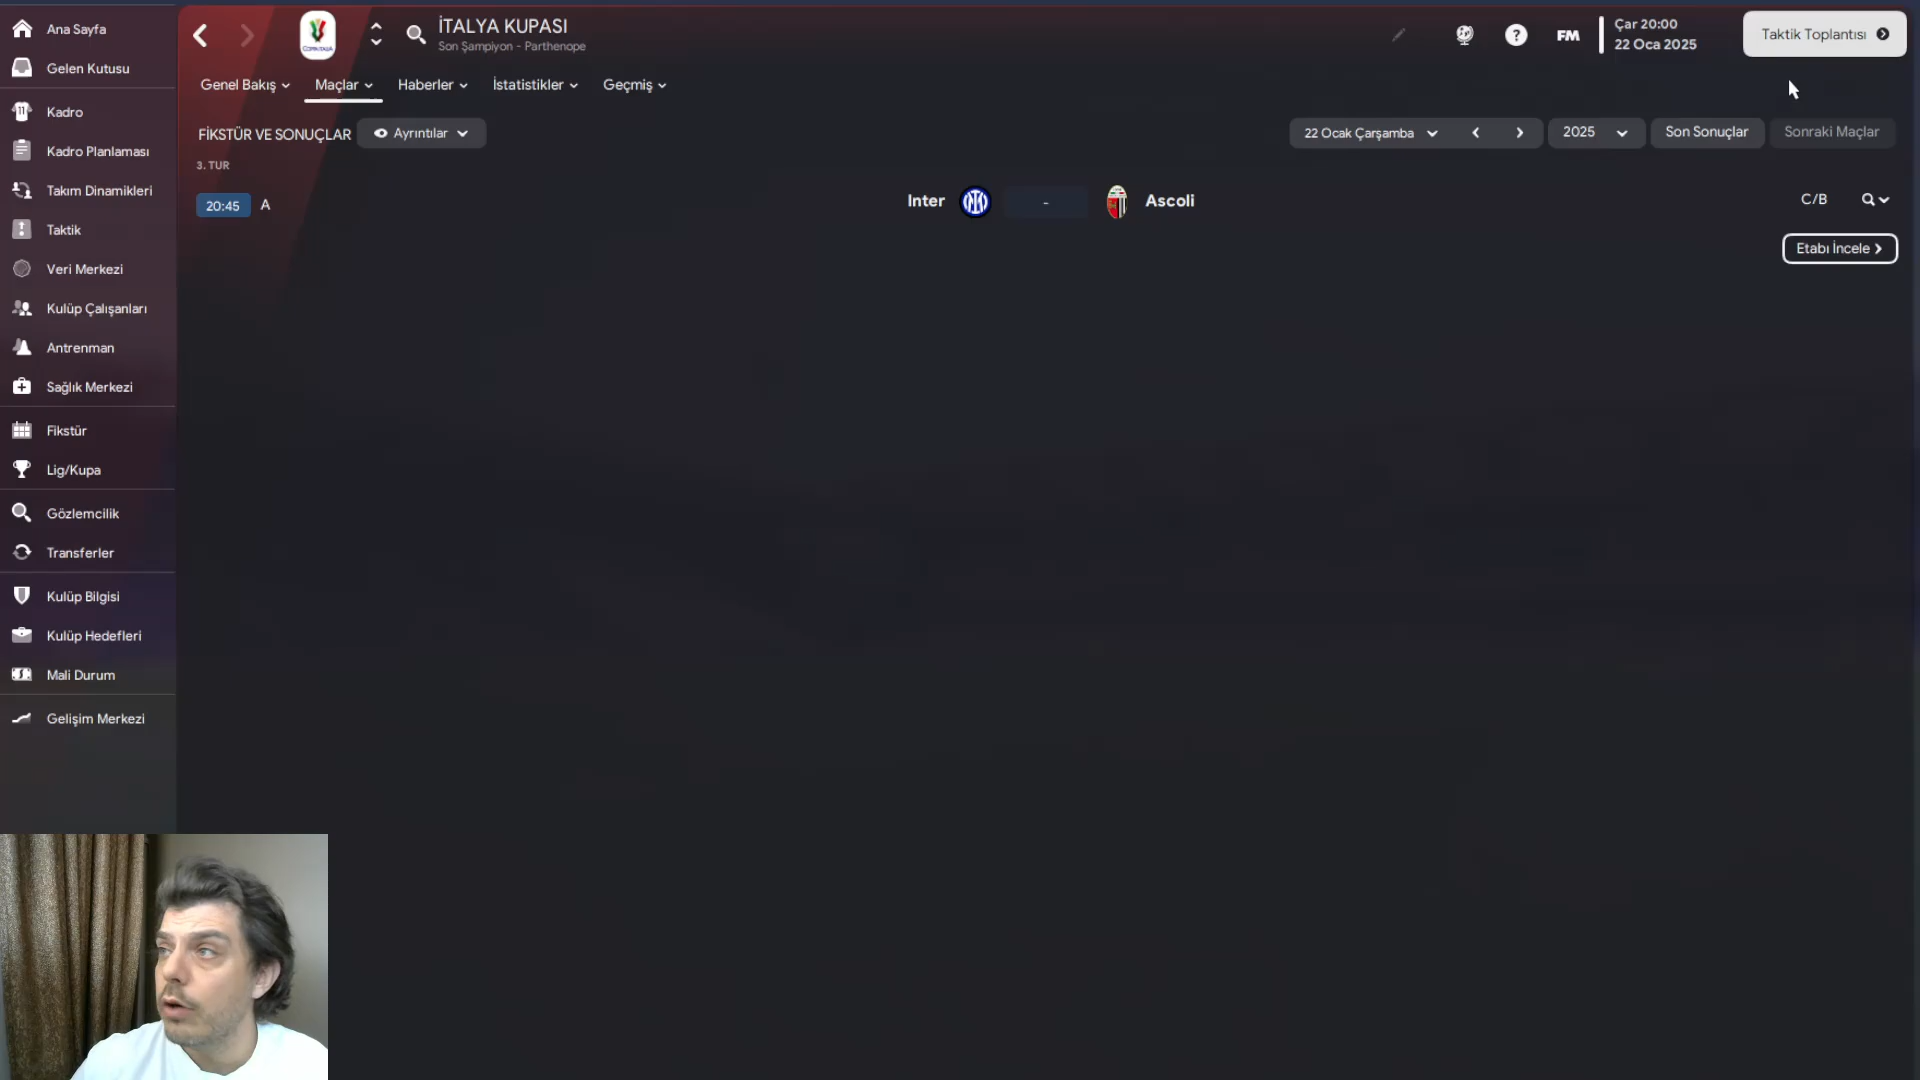 Ana Sayfa
Gelen Kutusu
Kadro
Kadro Planlaması
Takım Dinamikleri
Taktik
Veri Merkezi
Kulüp Çalışanları
Antrenman
Sağlık Merkezi
Fikstür
Lig/Kupa
Gözlemcilik
Transferler
Kulüp Bilgisi
Kulüp Hedefleri
Mali Durum
Gelişim Merkezi
İTALYA KUPASI
Son Şampiyon - Parthenope
FM
Çar 20:00
22 Oca 2025
Taktik Toplantısı
Genel Bakış
Maçlar
Haberler
İstatistikler
Geçmiş
FİKSTÜR VE SONUÇLAR
Ayrıntılar
22 Ocak Çarşamba
2025
Son Sonuçlar
Sonraki Maçlar
3. TUR
20:45 A
Inter - Ascoli
C/B
Etabı İncele